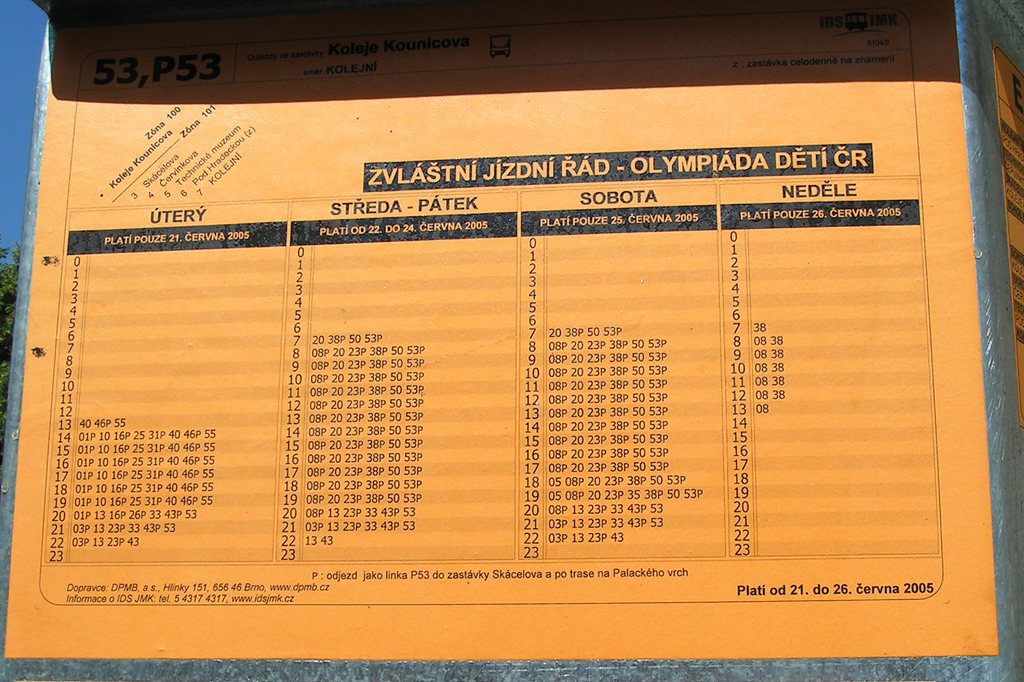 53,P53
Odjezdy ze zastávky Koleje Kounicova
směr KOLEJNÍ
IDS JMK
z : zastávka celodenně na znamení
Zóna 100
Koleje Kounicova Zóna 101
3 Skácelova
4 Červinkova
5 Technické muzeum
6 Pod Hradeckou (z)
7 KOLEJNÍ
ZVLÁŠTNÍ JÍZDNÍ ŘÁD - OLYMPIÁDA DĚTÍ ČR
ÚTERÝ
PLATÍ POUZE 21. ČERVNA 2005
0
1
2
3
4
5
6
7
8
9
10
11
12
13 40 46P 55
14 01P 10 16P 25 31P 40 46P 55
15 01P 10 16P 25 31P 40 46P 55
16 01P 10 16P 25 31P 40 46P 55
17 01P 10 16P 25 31P 40 46P 55
18 01P 10 16P 25 31P 40 46P 55
19 01P 10 16P 25 31P 40 46P 55
20 01P 13 16P 26P 33 43P 53
21 03P 13 23P 33 43P 53
22 03P 13 23P 43
23
STŘEDA - PÁTEK
PLATÍ OD 22. DO 24. ČERVNA 2005
0
1
2
3
4
5
6
7 20 38P 50 53P
8 08P 20 23P 38P 50 53P
9 08P 20 23P 38P 50 53P
10 08P 20 23P 38P 50 53P
11 08P 20 23P 38P 50 53P
12 08P 20 23P 38P 50 53P
13 08P 20 23P 38P 50 53P
14 08P 20 23P 38P 50 53P
15 08P 20 23P 38P 50 53P
16 08P 20 23P 38P 50 53P
17 08P 20 23P 38P 50 53P
18 08P 20 23P 38P 50 53P
19 08P 20 23P 38P 50 53P
20 08P 13 23P 33 43P 53
21 03P 13 23P 33 43P 53
22 13 43
23
SOBOTA
PLATÍ POUZE 25. ČERVNA 2005
0
1
2
3
4
5
6
7 20 38P 50 53P
8 08P 20 23P 38P 50 53P
9 08P 20 23P 38P 50 53P
10 08P 20 23P 38P 50 53P
11 08P 20 23P 38P 50 53P
12 08P 20 23P 38P 50 53P
13 08P 20 23P 38P 50 53P
14 08P 20 23P 38P 50 53P
15 08P 20 23P 38P 50 53P
16 08P 20 23P 38P 50 53P
17 08P 20 23P 38P 50 53P
18 05 08P 20 23P 38P 50 53P
19 05 08P 20 23P 35 38P 50 53P
20 08P 13 23P 33 43P 53
21 03P 13 23P 33 43P 53
22 03P 13 23P 43
23
NEDĚLE
PLATÍ POUZE 26. ČERVNA 2005
0
1
2
3
4
5
6
7 38
8 08 38
9 08 38
10 08 38
11 08 38
12 08 38
13 08
14
15
16
17
18
19
20
21
22
23
P : odjezd jako linka P53 do zastávky Skácelova a po trase na Palackého vrch
Dopravce: DPMB, a.s., Hlinky 151, 656 46 Brno, www.dpmb.cz
Informace o IDS JMK: tel. 5 4317 4317, www.idsjmk.cz
Platí od 21. do 26. června 2005